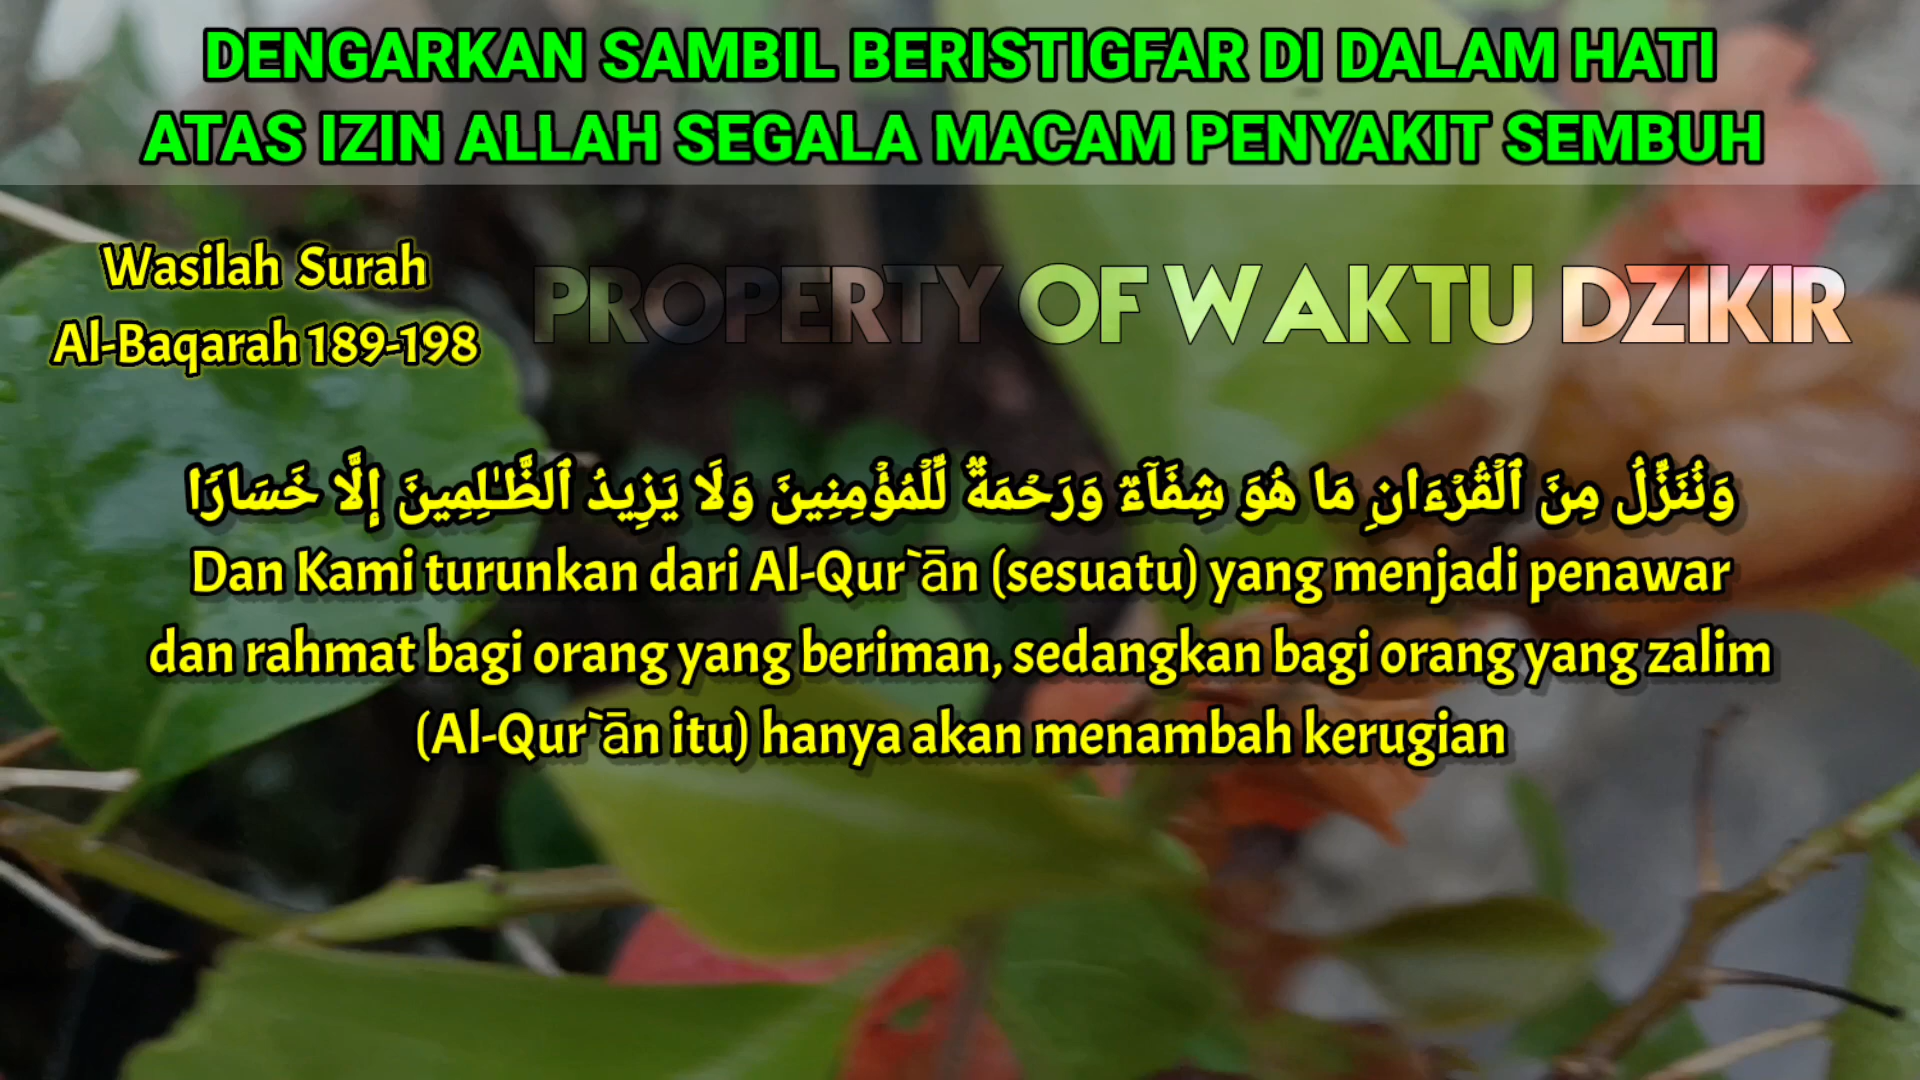 DENGARKAN SAMBIL BERISTIGFAR DI DALAM HATI
ATAS IZIN ALLAH SEGALA MACAM PENYAKIT SEMBUH
Wasilah Surah
Al-Baqarah 189-198
PROPERTY OF WAKTU DZIKIR
وَنُنَزِّلُ مِنَ ٱلْقُرْءَانِ مَا هُوَ شِفَآءٌ وَرَحْمَةٌ لِّلْمُؤْمِنِينَ وَلَا يَزِيدُ ٱلظَّـٰلِمِينَ إِلَّا خَسَارًا
Dan Kami turunkan dari Al-Qur`ān (sesuatu) yang menjadi penawar
dan rahmat bagi orang yang beriman, sedangkan bagi orang yang zalim
(Al-Qur`ān itu) hanya akan menambah kerugian